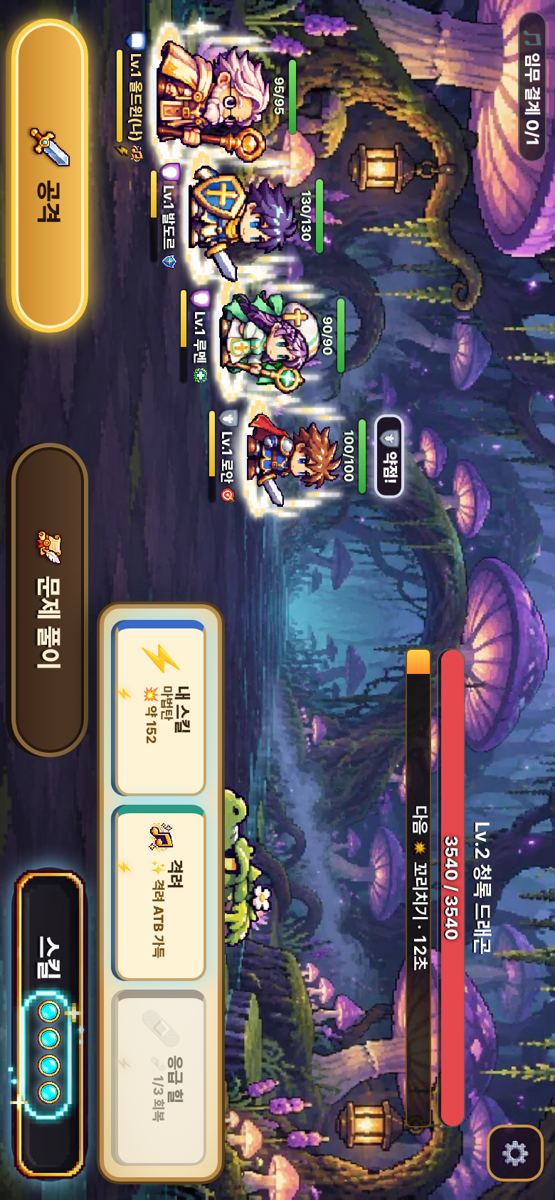 임무 결계 0/1
Lv.2 청록 드래곤
3540 / 3540
다음 꼬리치기 · 12초
약점!
95/95
Lv.1 올드원(나)
130/130
Lv.1 발도르
90/90
Lv.1 루멘
100/100
Lv.1 로안
내 스킬
마법탄
약 152
격려
격려 ATB 가득
응급 힐
1/3 회복
공격
문제 풀이
스킬